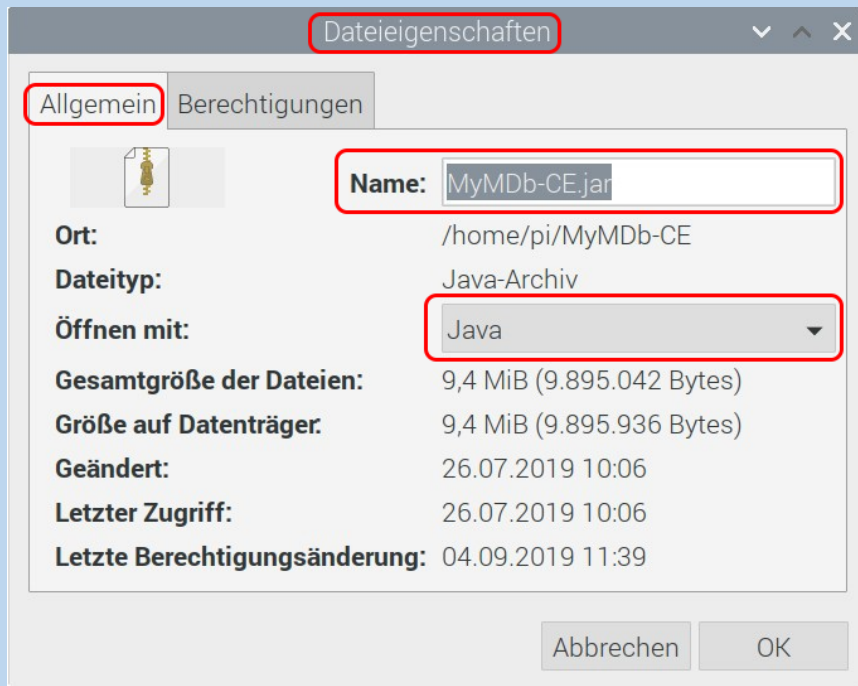 Dateieigenschaften
Allgemein Berechtigungen
Name: MyMDb-CE.jar
Ort: /home/pi/MyMDb-CE
Dateityp: Java-Archiv
Öffnen mit: Java
Gesamtgröße der Dateien: 9,4 MiB (9.895.042 Bytes)
Größe auf Datenträger: 9,4 MiB (9.895.936 Bytes)
Geändert: 26.07.2019 10:06
Letzter Zugriff: 26.07.2019 10:06
Letzte Berechtigungsänderung: 04.09.2019 11:39
Abbrechen OK